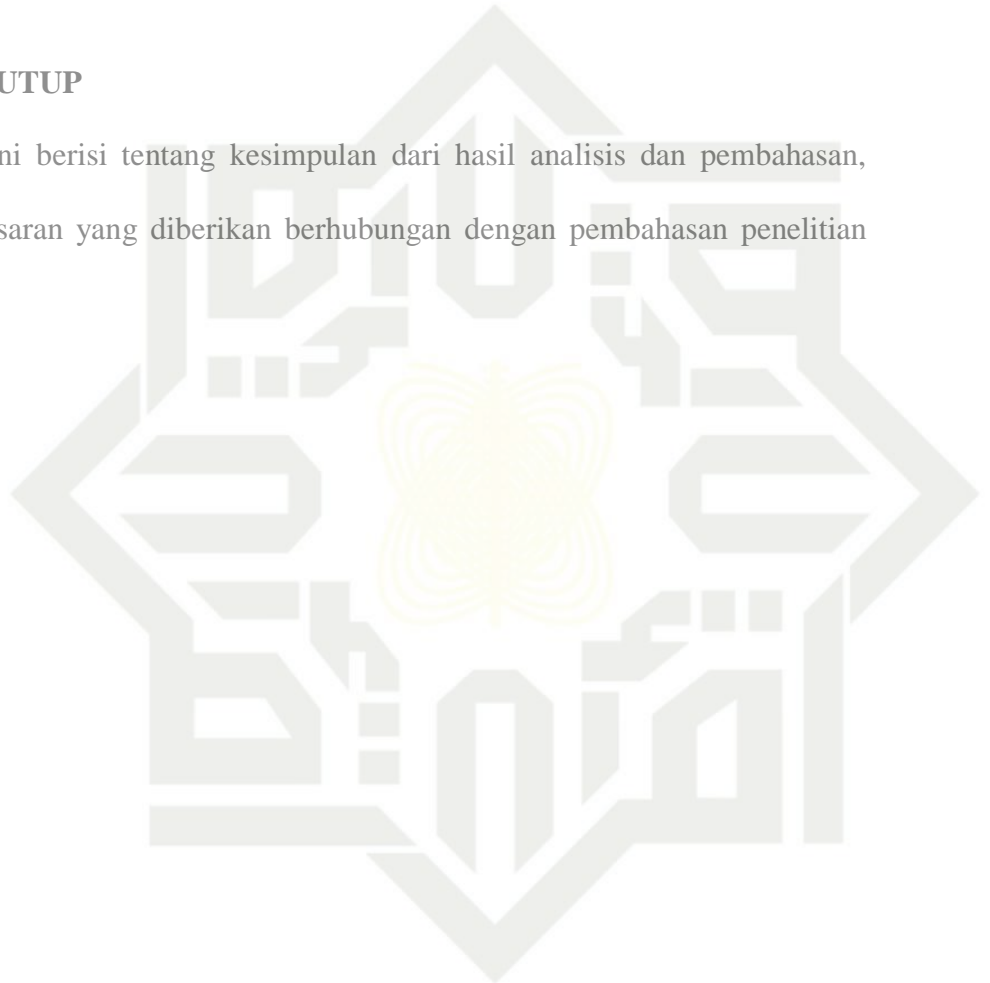 UTUP
ni berisi tentang kesimpulan dari hasil analisis dan pembahasan,
saran yang diberikan berhubungan dengan pembahasan penelitian